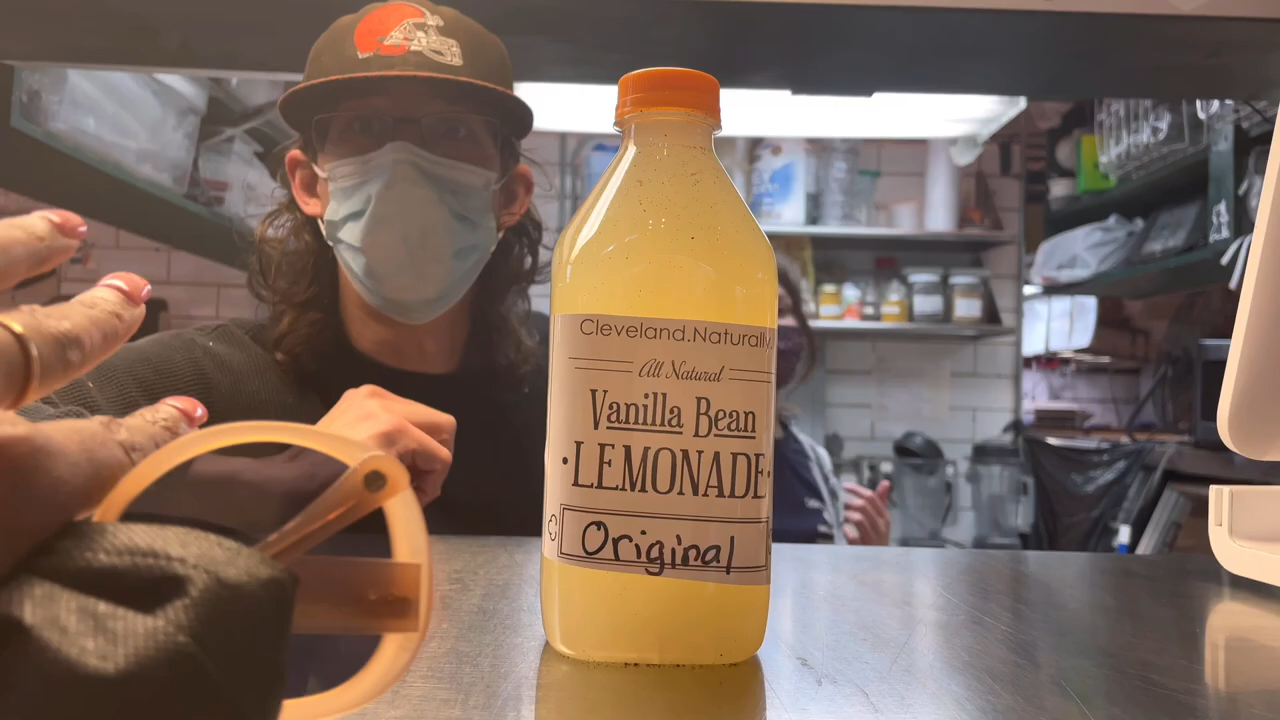 Cleveland.Naturally.
All Natural
Vanilla Bean
·LEMONADE·
Original